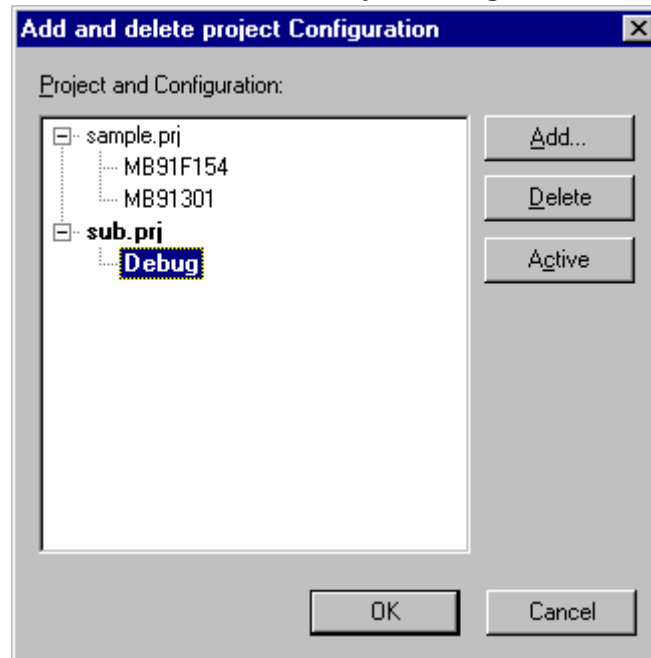 Add and delete project Configuration
Project and Configuration:
sample.prj
MB91F154
MB91301
sub.prj
Debug
Add...
Delete
Active
OK
Cancel